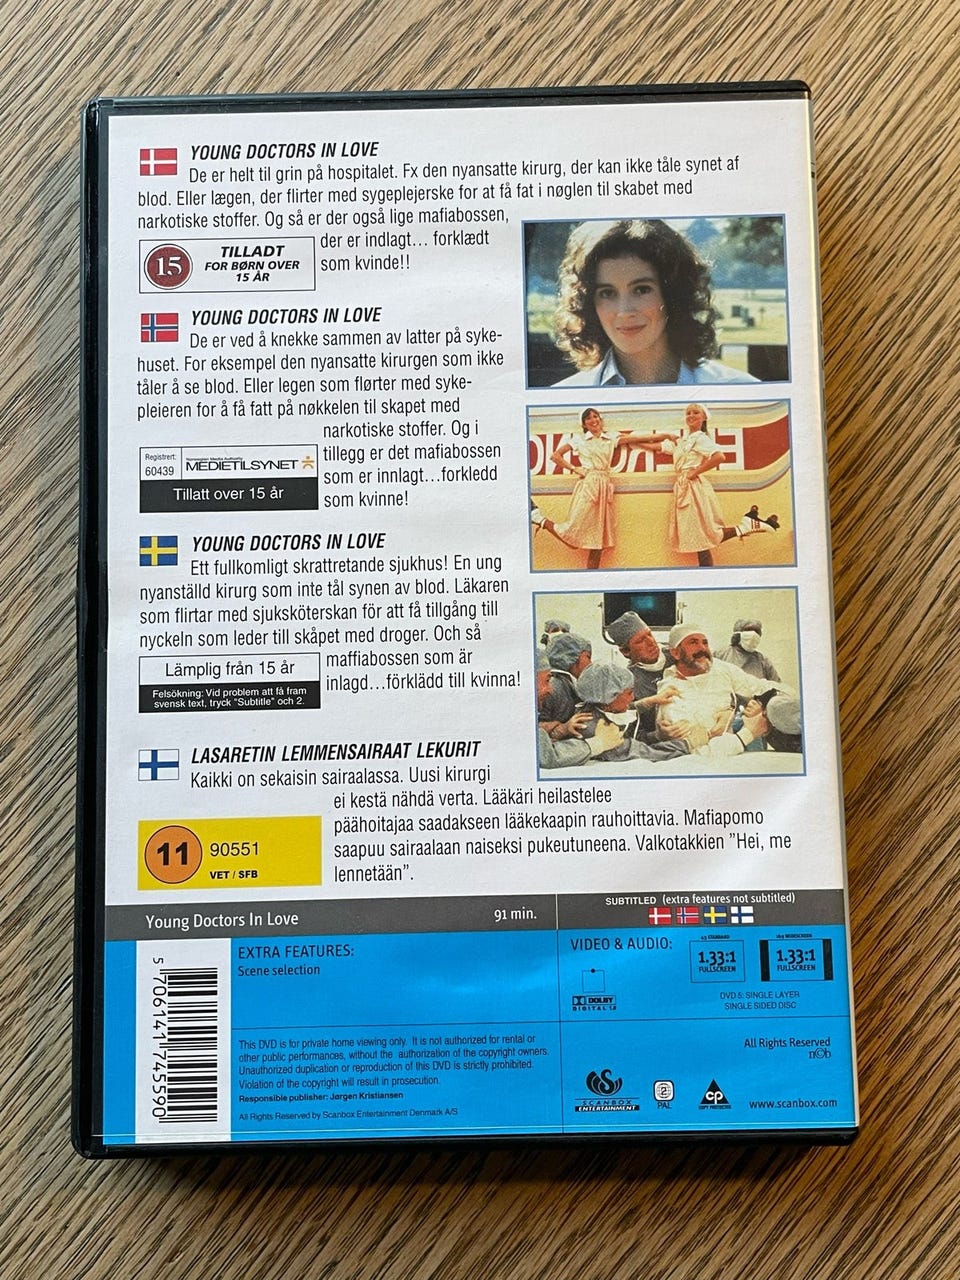 YOUNG DOCTORS IN LOVE
De er helt til grin på hospitalet. Fx den nyansatte kirurg, der kan ikke tåle synet af
blod. Eller lægen, der flirter med sygeplejerske for at få fat i nøglen til skabet med
narkotiske stoffer. Og så er der også lige mafiabossen,
der er indlagt... forklædt
som kvinde!!
15
TILLADT
FOR BØRN OVER
15 ÅR
YOUNG DOCTORS IN LOVE
De er ved å knekke sammen av latter på syke-
huset. For eksempel den nyansatte kirurgen som ikke
tåler å se blod. Eller legen som flørter med syke-
pleieren for å få fatt på nøkkelen til skapet med
narkotiske stoffer. Og i
tillegg er det mafiabossen
som er innlagt...forkledd
som kvinne!
Registrert:
60439
Norwegian Media Authority
MEDIETILSYNET
Tillatt over 15 år
YOUNG DOCTORS IN LOVE
Ett fullkomligt skrattretande sjukhus! En ung
nyanställd kirurg som inte tål synen av blod. Läkaren
som flirtar med sjuksköterskan för att få tillgång till
nyckeln som leder till skåpet med droger. Och så
maffiabossen som är
inlagd...förklädd till kvinna!
Lämplig från 15 år
Felsökning: Vid problem att få fram
svensk text, tryck "Subtitle" och 2.
LASARETIN LEMMENSAIRAAT LEKURIT
Kaikki on sekaisin sairaalassa. Uusi kirurgi
ei kestä nähdä verta. Lääkäri heilastelee
päähoitajaa saadakseen lääkekaapin rauhoittavia. Mafiapomo
saapuu sairaalaan naiseksi pukeutuneena. Valkotakkien ”Hei, me
lennetään”.
11
90551
VET / SFB
Young Doctors In Love
91 min.
SUBTITLED (extra features not subtitled)
EXTRA FEATURES:
Scene selection
VIDEO & AUDIO:
4:3 STANDARD
1.33:1
FULLSCREEN
16:9 WIDESCREEN
1.33:1
FULLSCREEN
DOLBY
DIGITAL
DVD 5: SINGLE LAYER
SINGLE SIDED DISC
This DVD is for private home viewing only. It is not authorized for rental or
other public performances, without the authorization of the copyright owners.
Unauthorized duplication or reproduction of this DVD is strictly prohibited.
Violation of the copyright will result in prosecution.
Responsible publisher: Jørgen Kristiansen
All Rights Reserved by Scanbox Entertainment Denmark A/S
All Rights Reserved
n©b
SCANBOX
ENTERTAINMENT
2
PAL
CP
COPY PROTECTED
www.scanbox.com
5 706141 745590